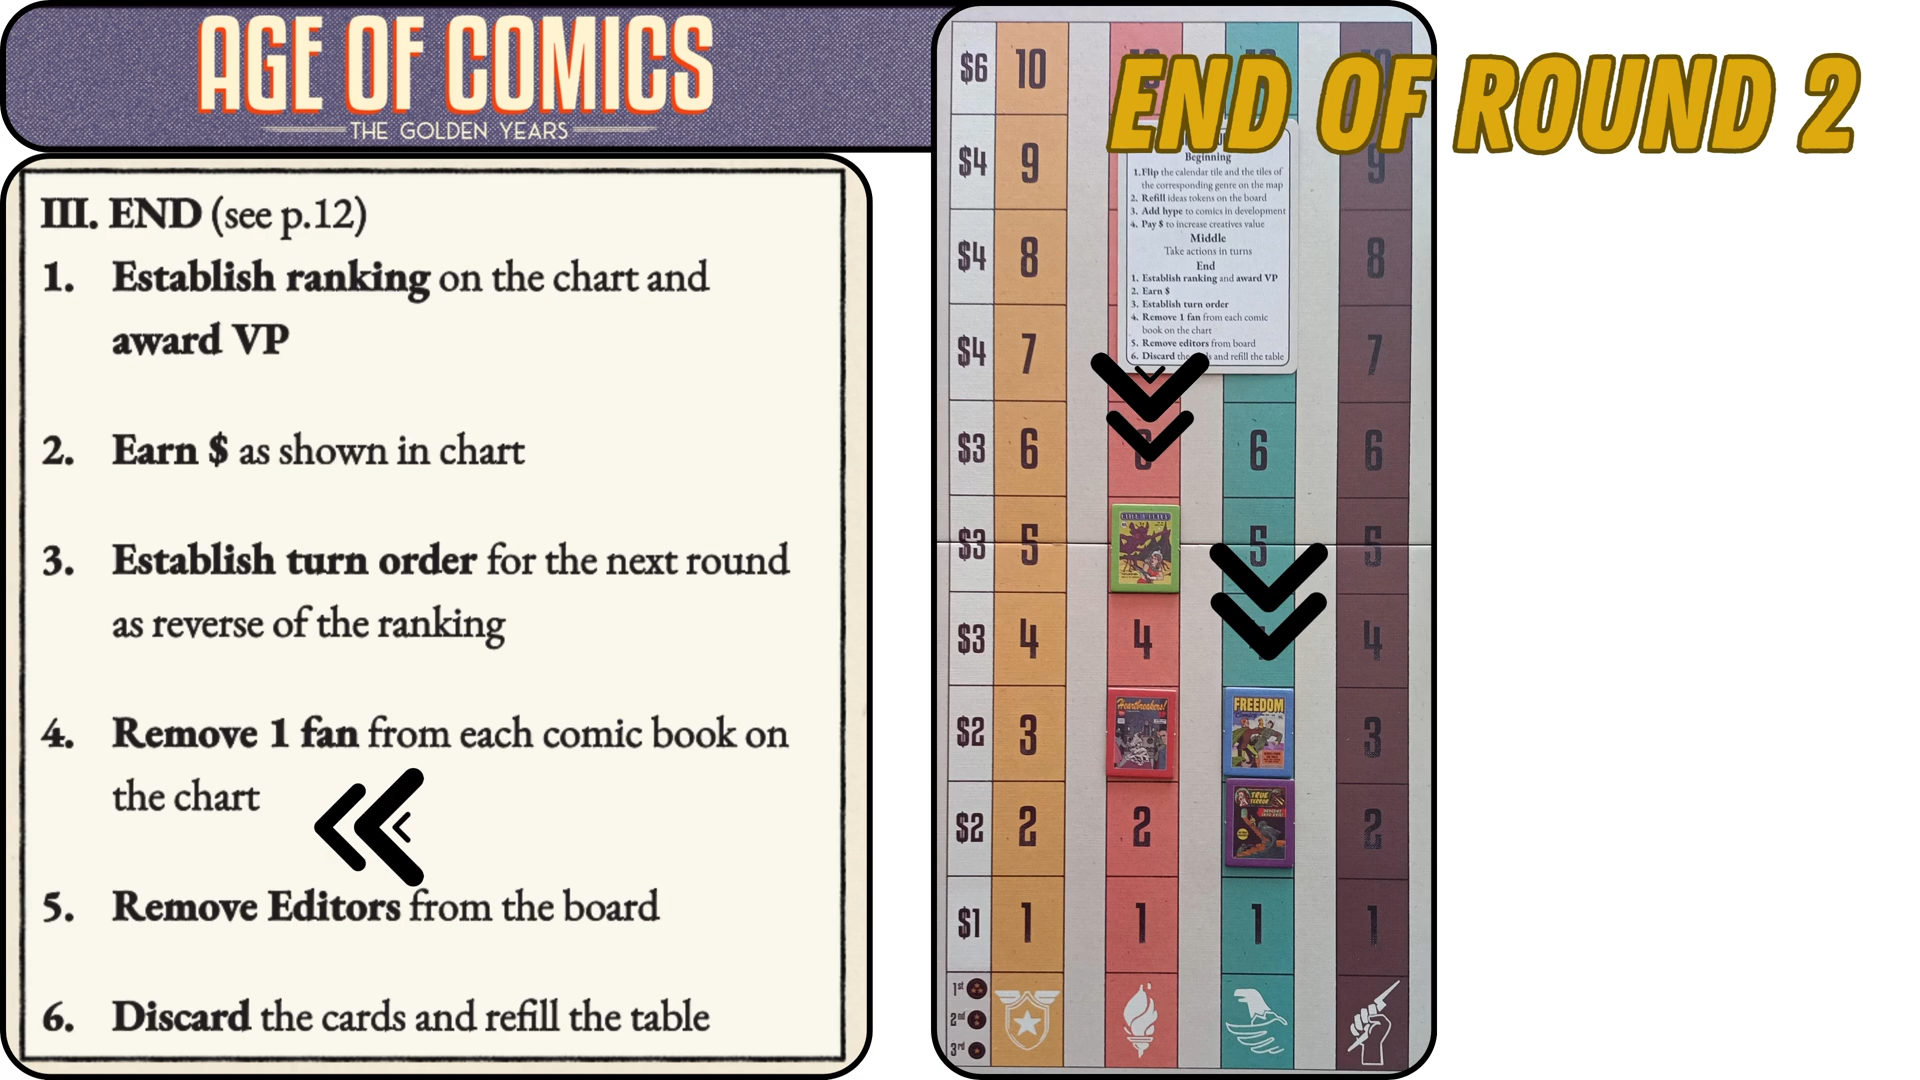 AGE OF COMICS
THE GOLDEN YEARS
END OF ROUND 2
III. END (see p.12)
1. Establish ranking on the chart and
award VP
2. Earn $ as shown in chart
3. Establish turn order for the next round
as reverse of the ranking
4. Remove 1 fan from each comic book on
the chart
5. Remove Editors from the board
6. Discard the cards and refill the table
$6 10
$4 9 9
Beginning
1. Flip the calendar tile and the tiles of
the corresponding genre on the map
2. Refill ideas tokens on the board
3. Add hype to comics in development
4. Pay $ to increase creatives value
Middle
Take actions in turns
End
1. Establish ranking and award VP
2. Earn $
3. Establish turn order
4. Remove 1 fan from each comic
book on the chart
5. Remove editors from board
6. Discard and refill the table
$4 8 8
$4 7 7
$3 6 6 6
$3 5 5 5
$3 4 4 4
$2 3 3
Heartbreakers!
FREEDOM
$2 2 2 2
TRUE
TERROR
$1 1 1 1 1
1st
2nd
3rd